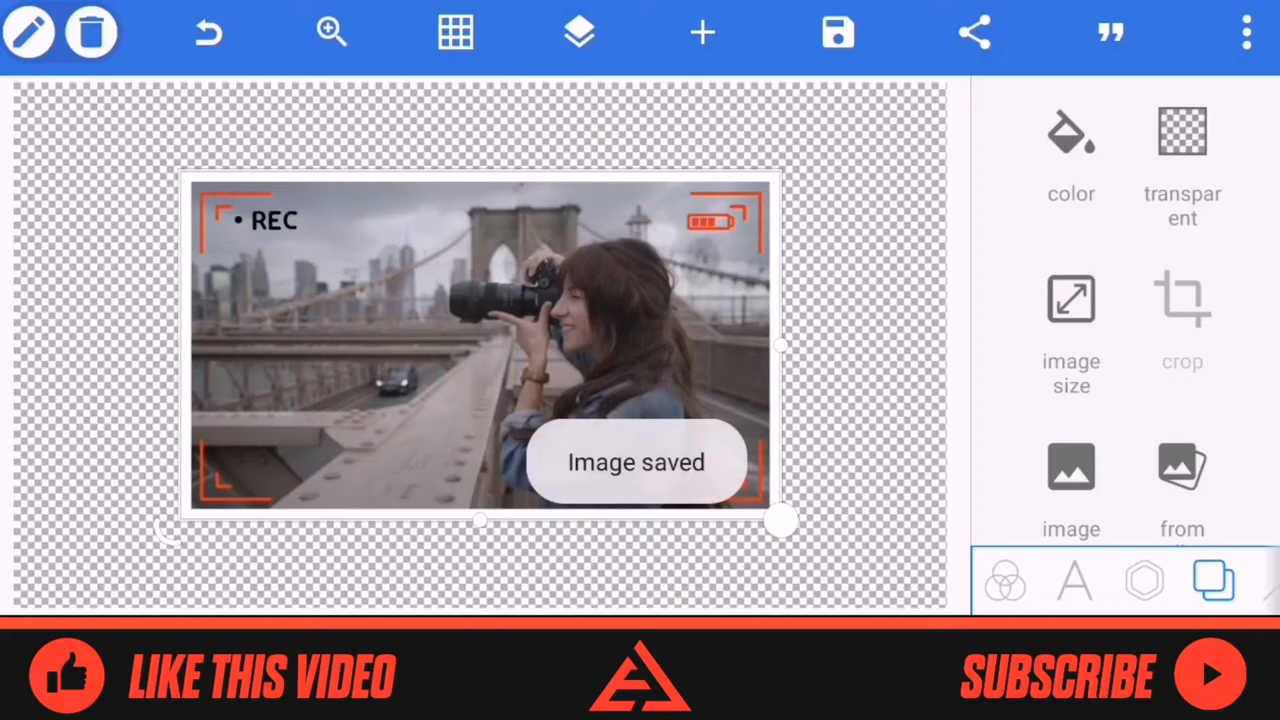 • REC
color
transpar
ent
image
size
crop
Image saved
image
from
LIKE THIS VIDEO
SUBSCRIBE